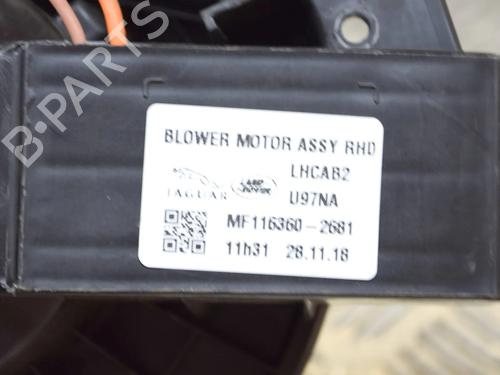 BLOWER MOTOR ASSY RHD
LHCAB2
JAGUAR LAND ROVER U97NA
MF116360-2681
11h31 28.11.18
B-PARTS